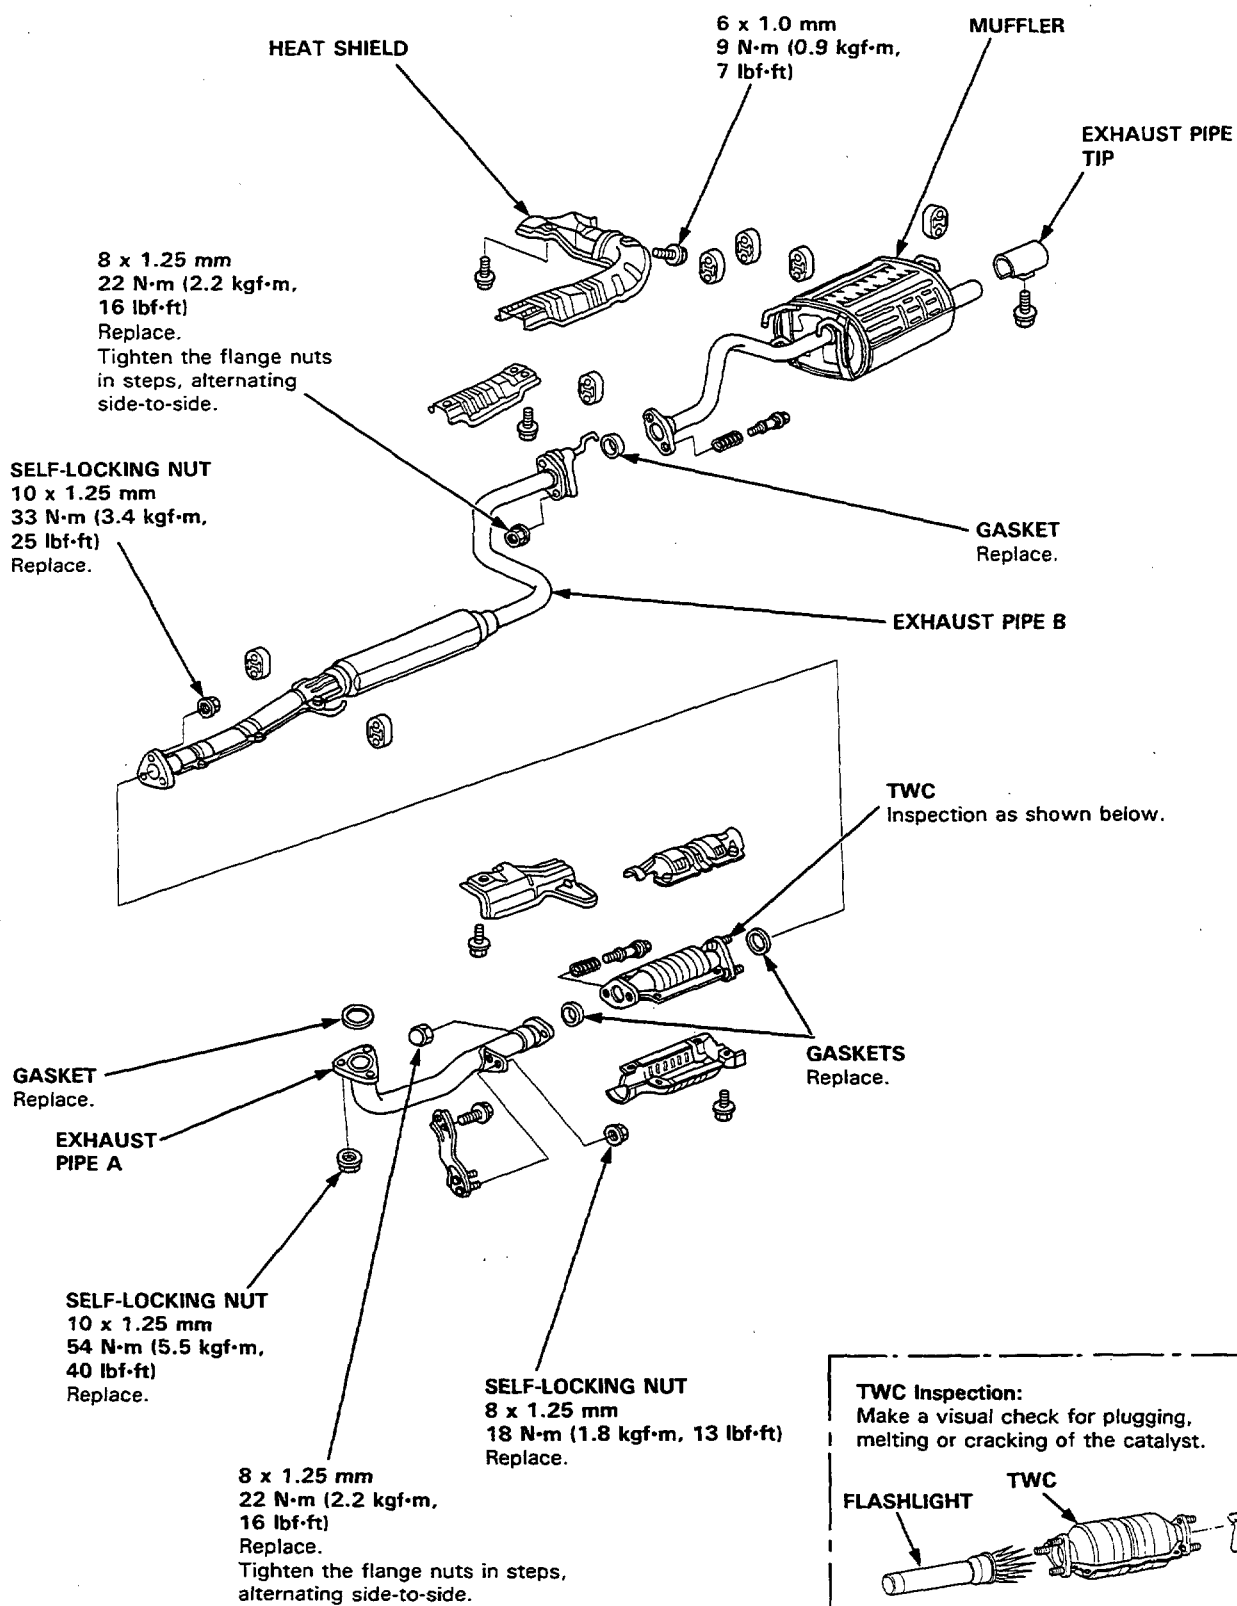 HEAT SHIELD
6 x 1.0 mm
9 N·m (0.9 kgf·m,
7 lbf·ft)
MUFFLER
EXHAUST PIPE
TIP
8 x 1.25 mm
22 N·m (2.2 kgf·m,
16 lbf·ft)
Replace.
Tighten the flange nuts
in steps, alternating
side-to-side.
SELF-LOCKING NUT
10 x 1.25 mm
33 N·m (3.4 kgf·m,
25 lbf·ft)
Replace.
GASKET
Replace.
EXHAUST PIPE B
TWC
Inspection as shown below.
GASKETS
Replace.
GASKET
Replace.
EXHAUST
PIPE A
SELF-LOCKING NUT
10 x 1.25 mm
54 N·m (5.5 kgf·m,
40 lbf·ft)
Replace.
SELF-LOCKING NUT
8 x 1.25 mm
18 N·m (1.8 kgf·m, 13 lbf·ft)
Replace.
8 x 1.25 mm
22 N·m (2.2 kgf·m,
16 lbf·ft)
Replace.
Tighten the flange nuts in steps,
alternating side-to-side.
TWC Inspection:
Make a visual check for plugging,
melting or cracking of the catalyst.
TWC
FLASHLIGHT